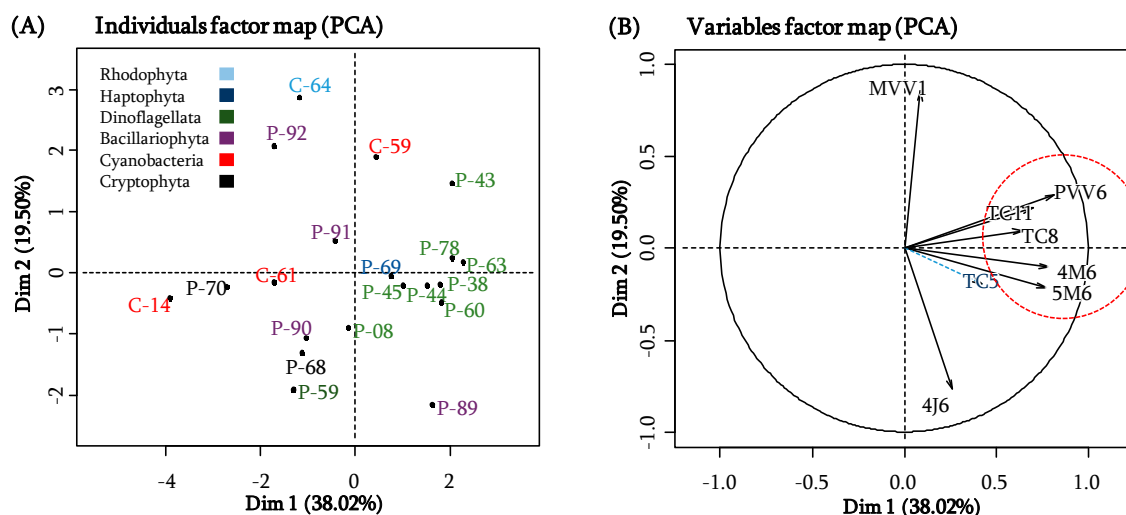 (A) Individuals factor map (PCA)
Rhodophyta
Haptophyta
Dinoflagellata
Bacillariophyta
Cyanobacteria
Cryptophyta
C-64
P-92
C-59
P-43
P-91
P-78
P-63
P-69
C-61
P-70
P-45
P-44
P-38
C-14
P-60
P-90
P-08
P-68
P-59
P-89
3
2
1
0
-1
-2
Dim 2 (19.50%)
-4
-2
0
2
Dim 1 (38.02%)
(B) Variables factor map (PCA)
MVV1
PVV6
TC11
TC8
4M6
TC5
5M6
4J6
1.0
0.5
0.0
-0.5
-1.0
Dim 2 (19.50%)
-1.0
0.0
0.5
1.0
Dim 1 (38.02%)